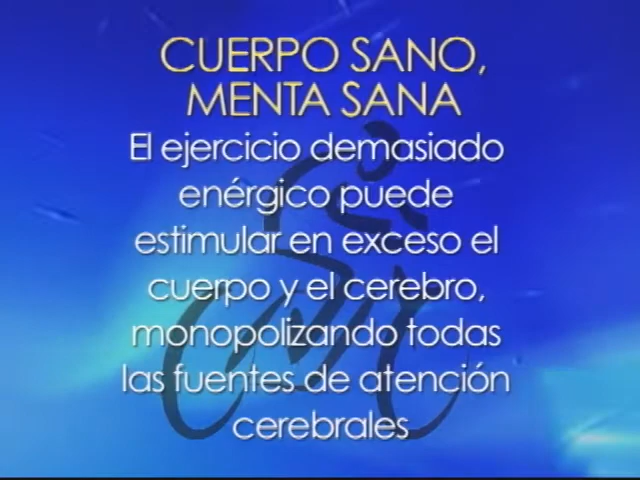 CUERPO SANO,
MENTA SANA
El ejercicio demasiado
enérgico puede
estimular en exceso el
cuerpo y el cerebro,
monopolizando todas
las fuentes de atención
cerebrales